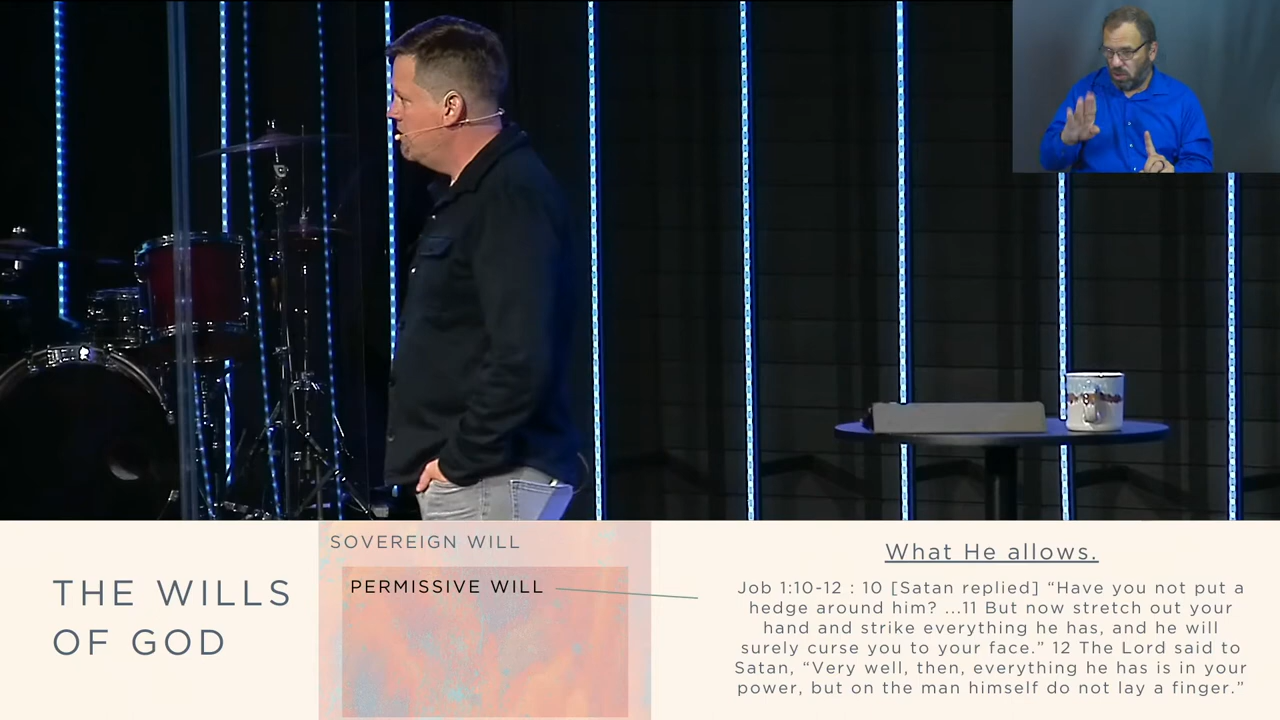 THE WILLS
OF GOD
SOVEREIGN WILL
PERMISSIVE WILL
What He allows.
Job 1:10-12 : 10 [Satan replied] “Have you not put a
hedge around him? ...11 But now stretch out your
hand and strike everything he has, and he will
surely curse you to your face.” 12 The Lord said to
Satan, “Very well, then, everything he has is in your
power, but on the man himself do not lay a finger.”